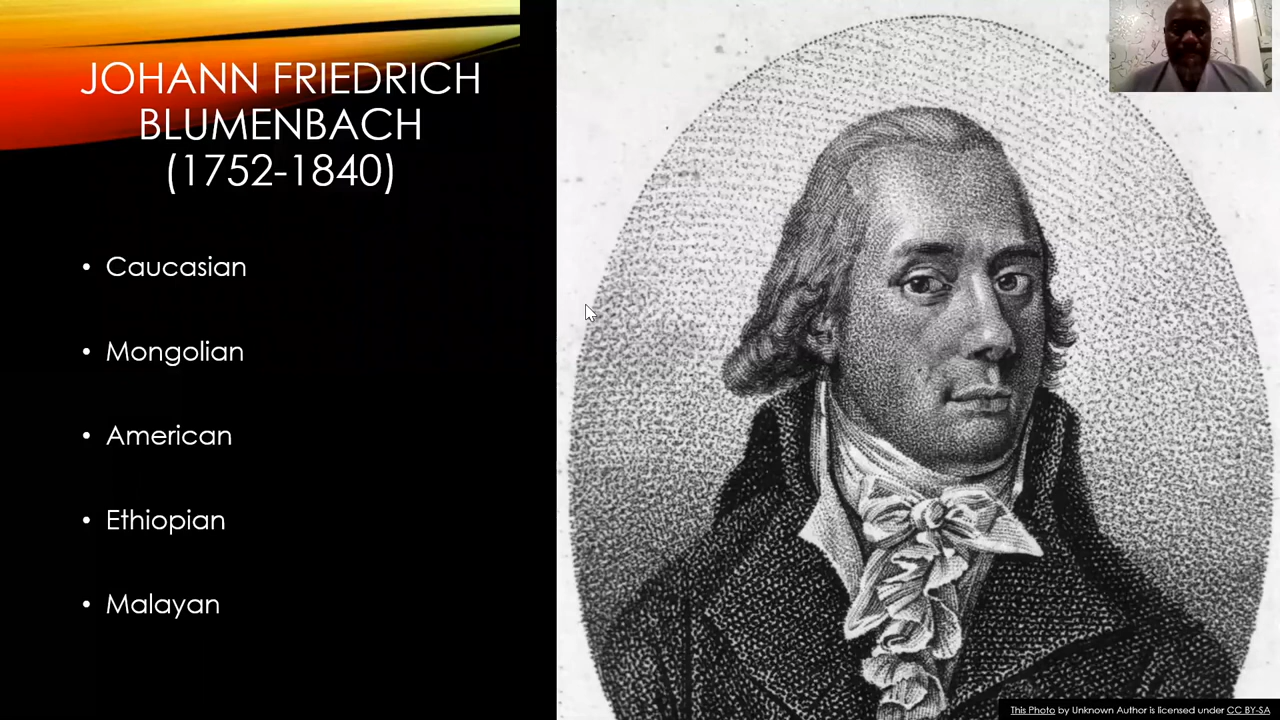 JOHANN FRIEDRICH
BLUMENBACH
(1752-1840)
• Caucasian
• Mongolian
• American
• Ethiopian
• Malayan
This Photo by Unknown Author is licensed under CC BY-SA